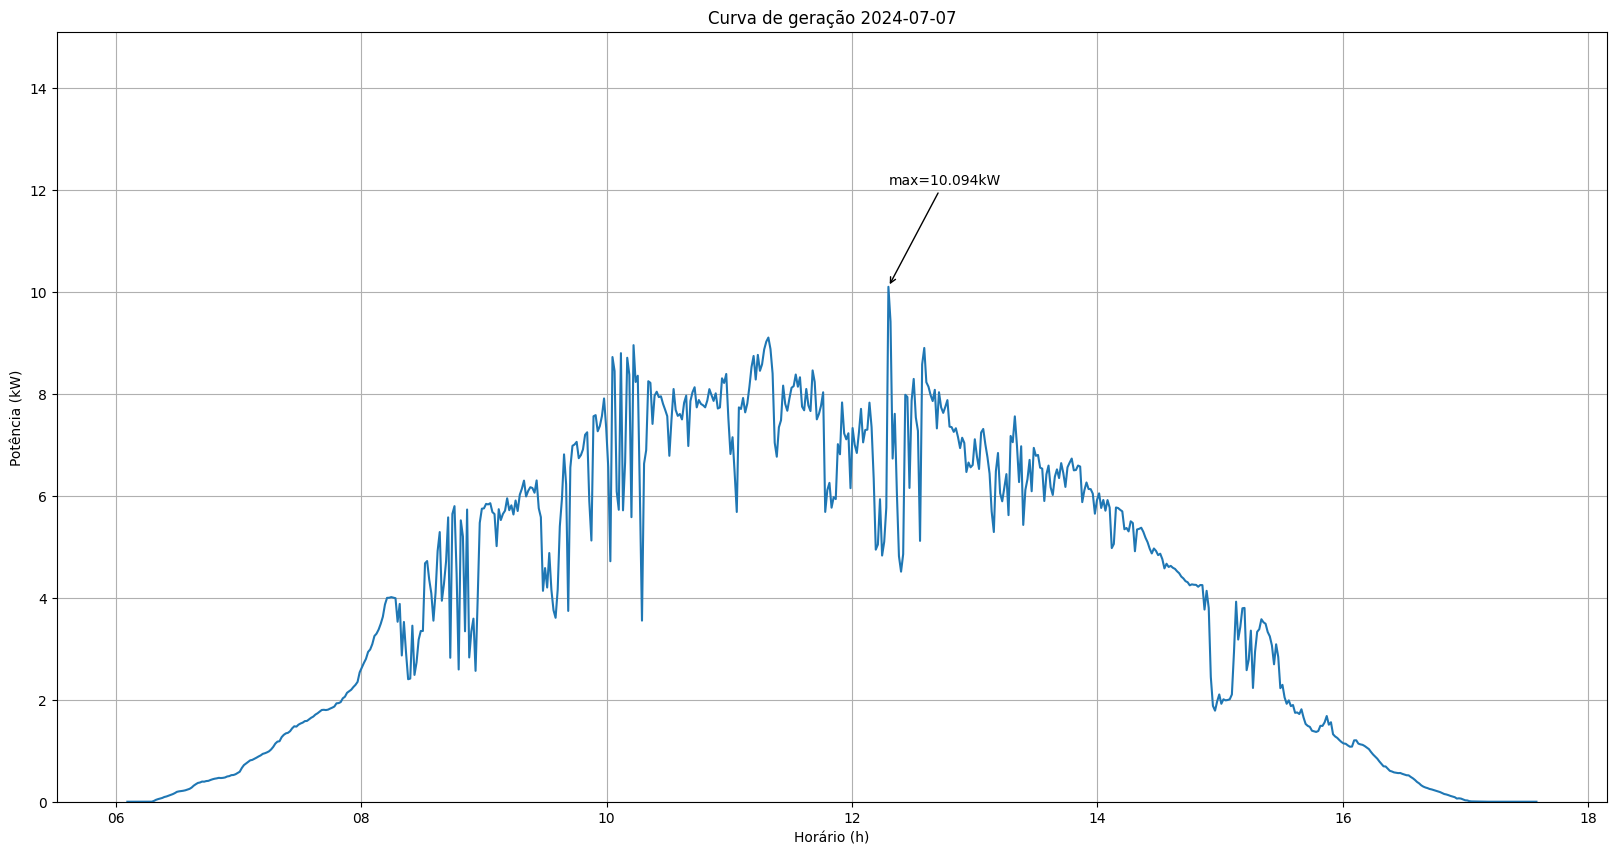 Curva de geração 2024-07-07
14
12
10
8
6
4
2
0
Potência (kW)
max=10.094kW
06 08 10 12 14 16 18
Horário (h)